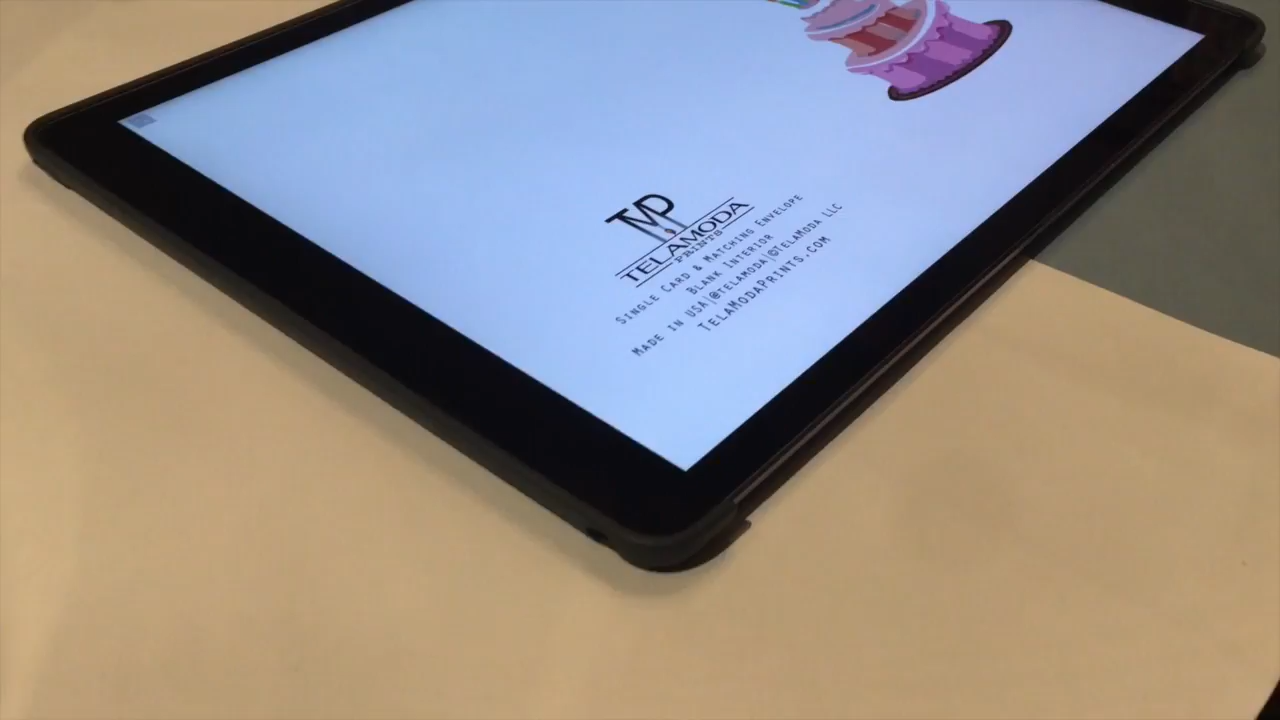 TMP
TELAMODA
PRINTS
SINGLE CARD & MATCHING ENVELOPE
BLANK INTERIOR
MADE IN USA|@TELAMODA|©TELAMODA LLC
TELAMODAPRINTS.COM